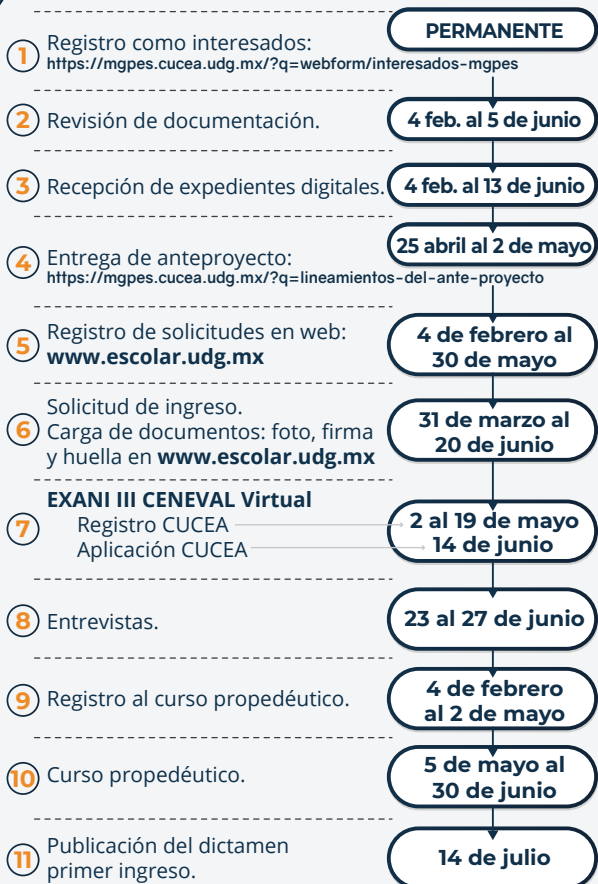 1 Registro como interesados:
https://mgpes.cucea.udg.mx/?q=webform/interesados-mgpes
PERMANENTE
2 Revisión de documentación.
4 feb. al 5 de junio
3 Recepción de expedientes digitales.
4 feb. al 13 de junio
4 Entrega de anteproyecto:
https://mgpes.cucea.udg.mx/?q=lineamientos-del-ante-proyecto
25 abril al 2 de mayo
5 Registro de solicitudes en web:
www.escolar.udg.mx
4 de febrero al
30 de mayo
6 Solicitud de ingreso.
Carga de documentos: foto, firma
y huella en www.escolar.udg.mx
31 de marzo al
20 de junio
7 EXANI III CENEVAL Virtual
Registro CUCEA
2 al 19 de mayo
Aplicación CUCEA
14 de junio
8 Entrevistas.
23 al 27 de junio
9 Registro al curso propedéutico.
4 de febrero
al 2 de mayo
10 Curso propedéutico.
5 de mayo al
30 de junio
11 Publicación del dictamen
primer ingreso.
14 de julio